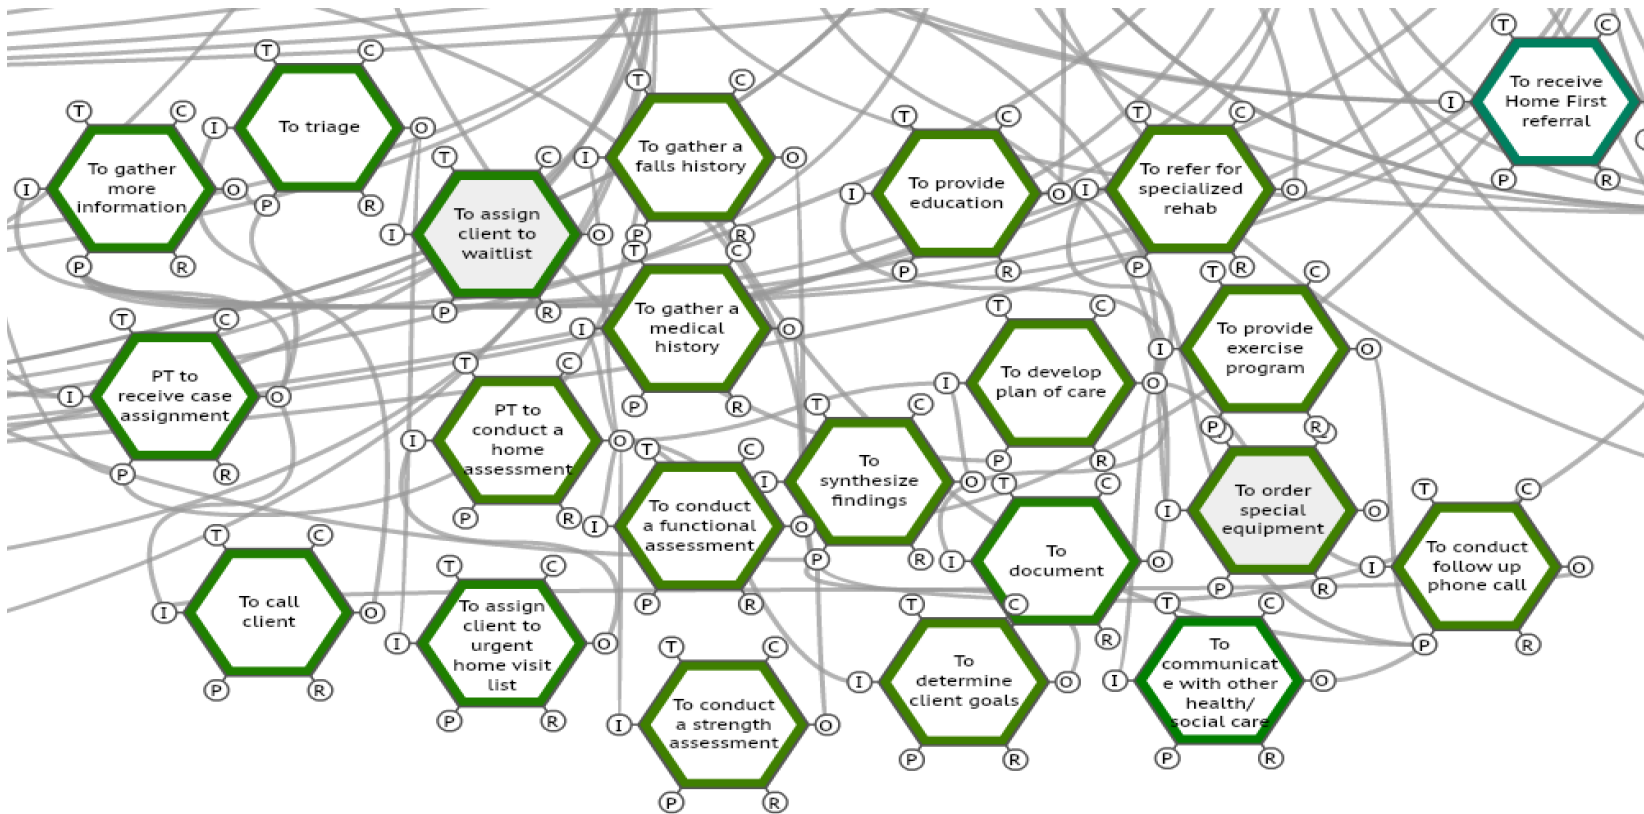 T
C
I
To gather
more
information
O
P
R
T
C
I
To triage
O
P
R
T
C
I
To assign
client to
waitlist
O
P
R
T
C
I
To gather a
falls history
O
P
R
T
C
I
To gather a
medical
history
O
P
R
T
C
I
To provide
education
O
P
R
T
C
I
To refer for
specialized
rehab
O
P
R
T
C
I
To receive
Home First
referral
P
R
T
C
I
PT to
receive case
assignment
O
P
R
T
C
I
PT to
conduct a
home
assessment
O
P
R
T
C
I
To conduct
a functional
assessment
O
P
R
T
C
I
To
synthesize
findings
O
P
R
T
C
I
To develop
plan of care
O
P
R
T
C
I
To provide
exercise
program
O
P
R
I
To order
special
equipment
O
P
R
T
C
I
To conduct
follow up
phone call
O
P
R
T
C
I
To
document
O
R
T
C
I
To call
client
O
P
R
T
C
I
To assign
client to
urgent
home visit
list
O
P
R
T
C
I
To conduct
a strength
assessment
O
P
R
T
C
I
To
determine
client goals
O
P
R
T
C
I
To
communicat
e with other
health/
social care
O
P
R